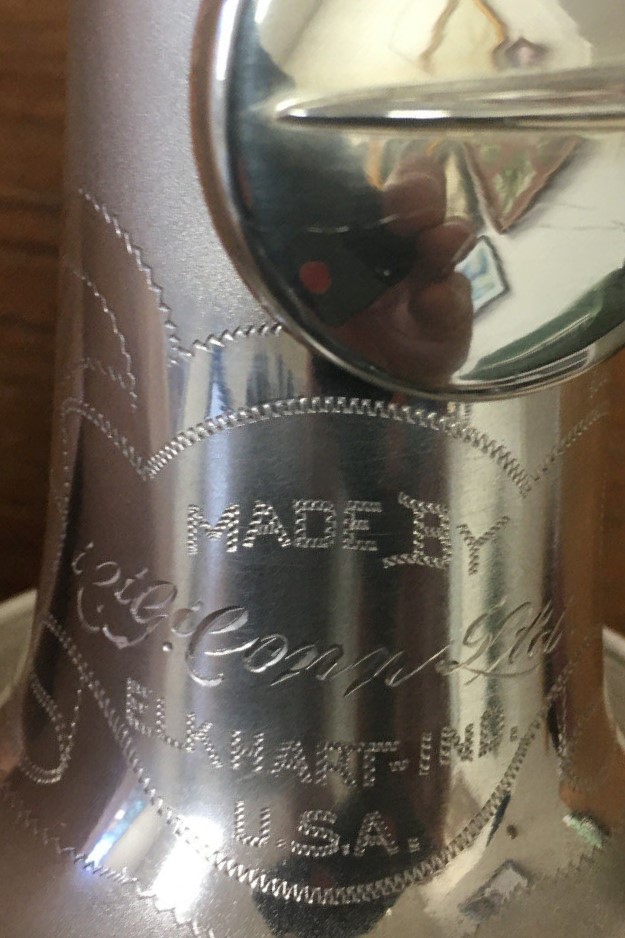 MADE BY
C.G. Conn Ltd
ELKHART-IND.
U.S.A.